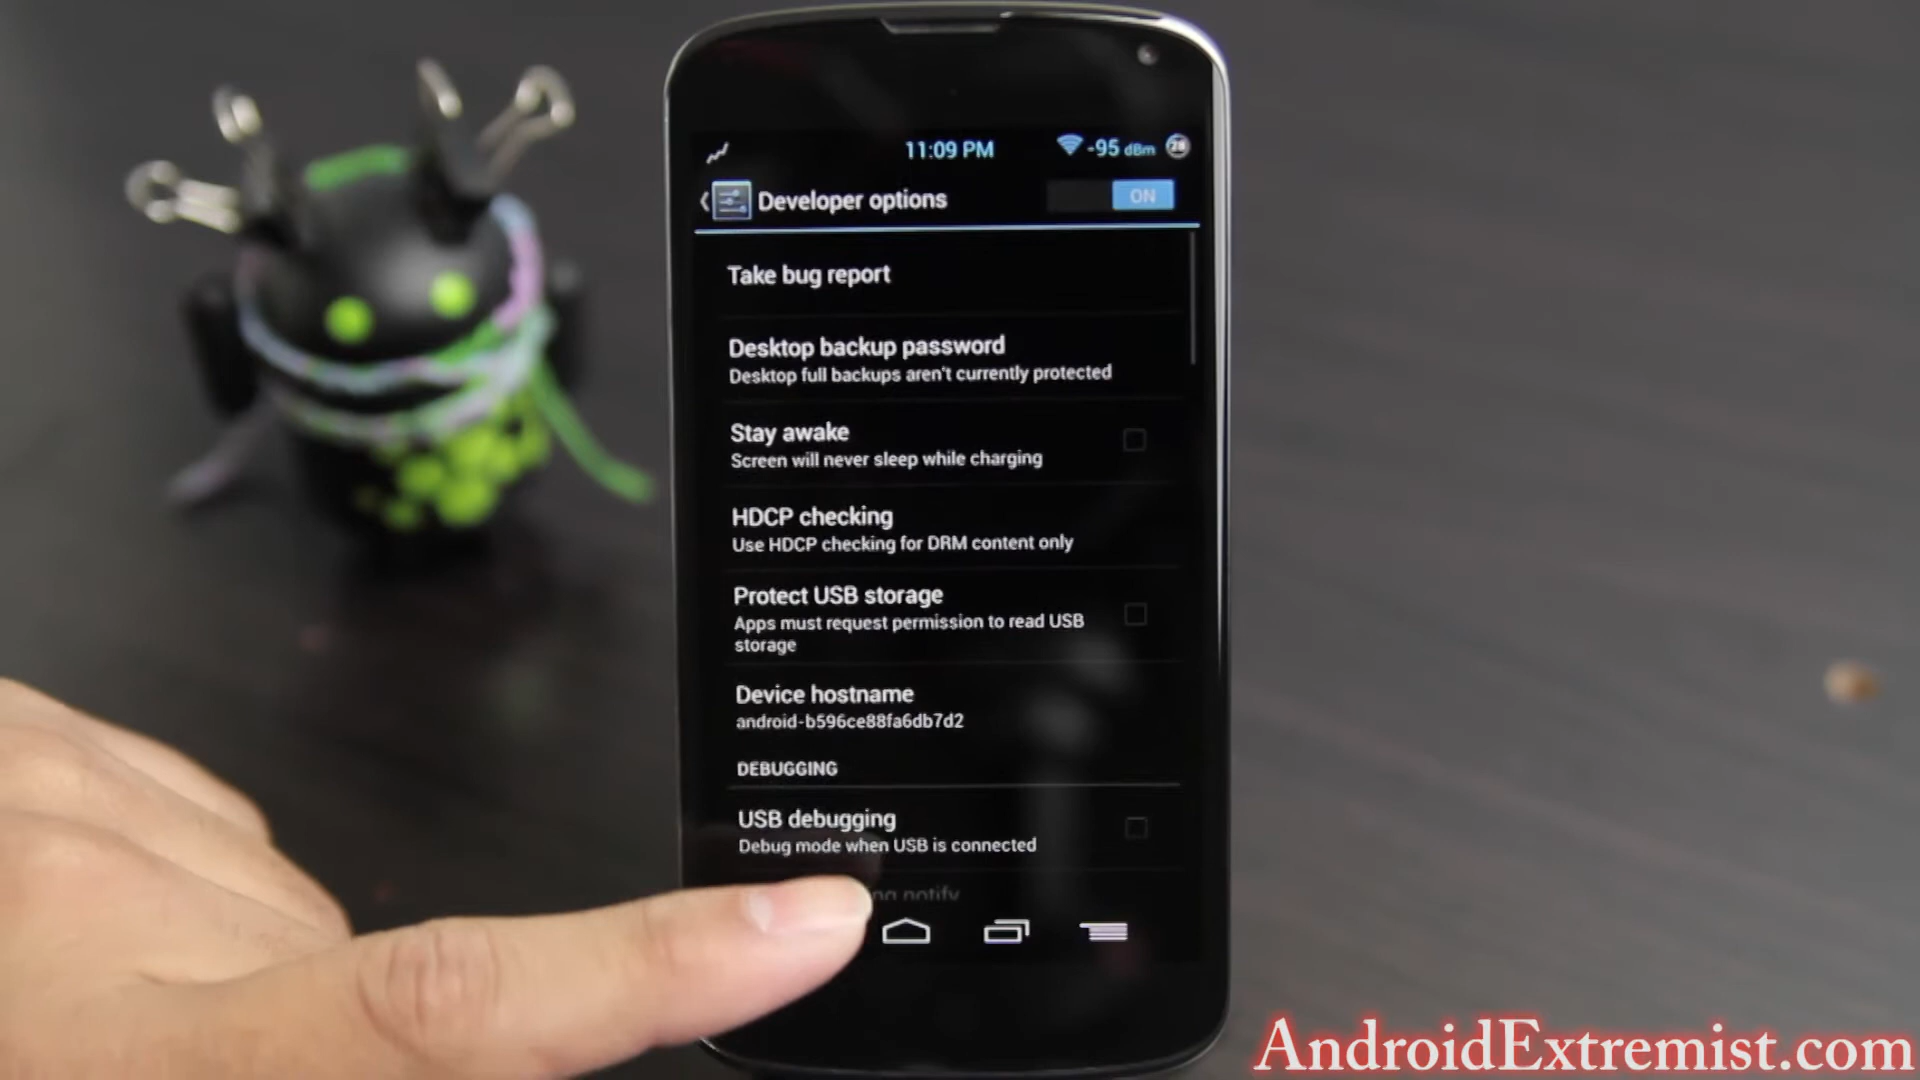 11:09 PM -95 dBm 28
Developer options ON
Take bug report
Desktop backup password
Desktop full backups aren't currently protected
Stay awake
Screen will never sleep while charging
HDCP checking
Use HDCP checking for DRM content only
Protect USB storage
Apps must request permission to read USB
storage
Device hostname
android-b596ce88fa6db7d2
DEBUGGING
USB debugging
Debug mode when USB is connected
notify
AndroidExtremist.com